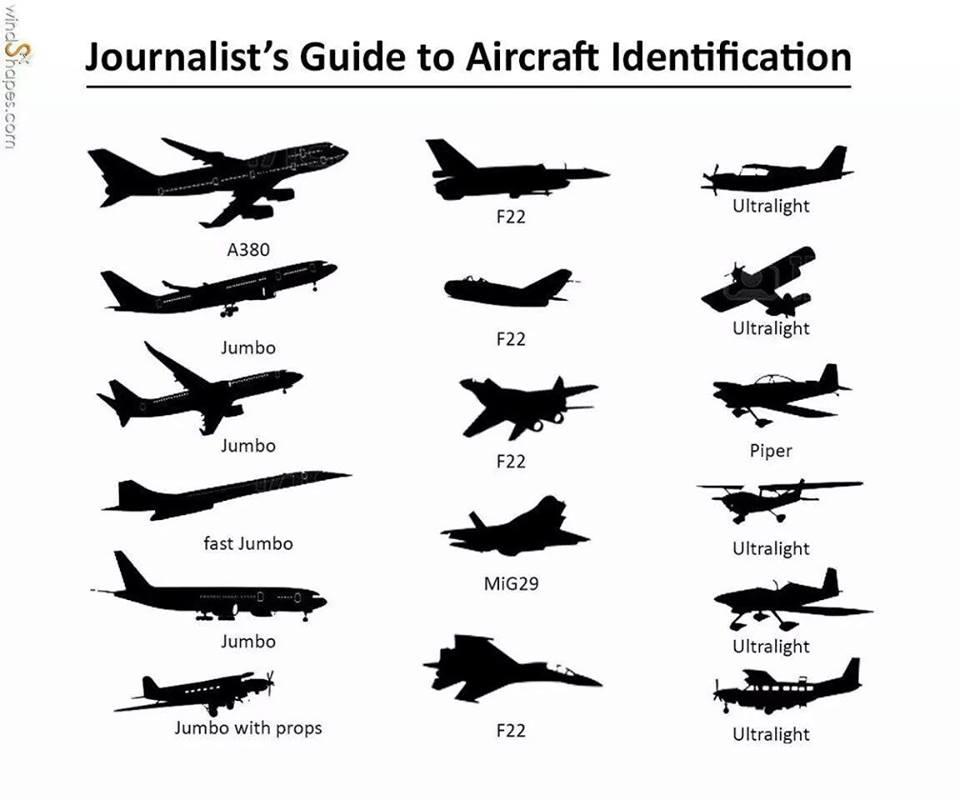 windShapes.com
Journalist's Guide to Aircraft Identification
A380
Jumbo
Jumbo
fast Jumbo
Jumbo
Jumbo with props
F22
F22
F22
MiG29
F22
Ultralight
Ultralight
Piper
Ultralight
Ultralight
Ultralight